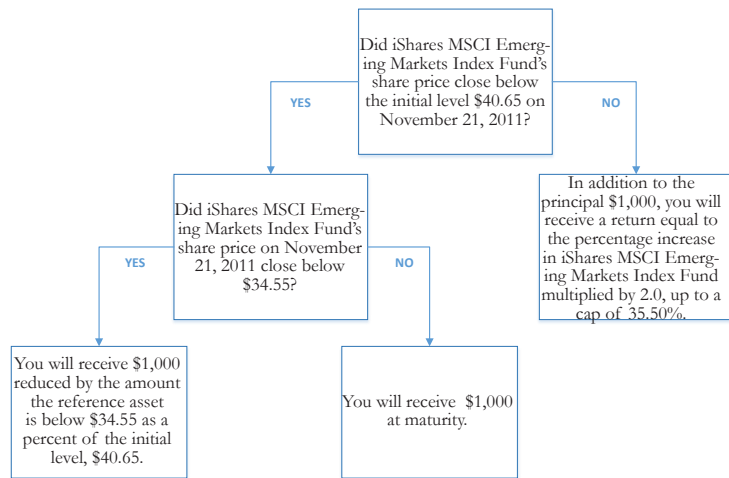 Did iShares MSCI Emerg-
ing Markets Index Fund's
share price close below
the initial level $40.65 on
November 21, 2011?
YES
NO
Did iShares MSCI Emerg-
ing Markets Index Fund's
share price on November
21, 2011 close below
$34.55?
In addition to the
principal $1,000, you will
receive a return equal to
the percentage increase
in iShares MSCI Emerg-
ing Markets Index Fund
multiplied by 2.0, up to a
cap of 35.50%.
YES
NO
You will receive $1,000
reduced by the amount
the reference asset
is below $34.55 as a
percent of the initial
level, $40.65.
You will receive $1,000
at maturity.